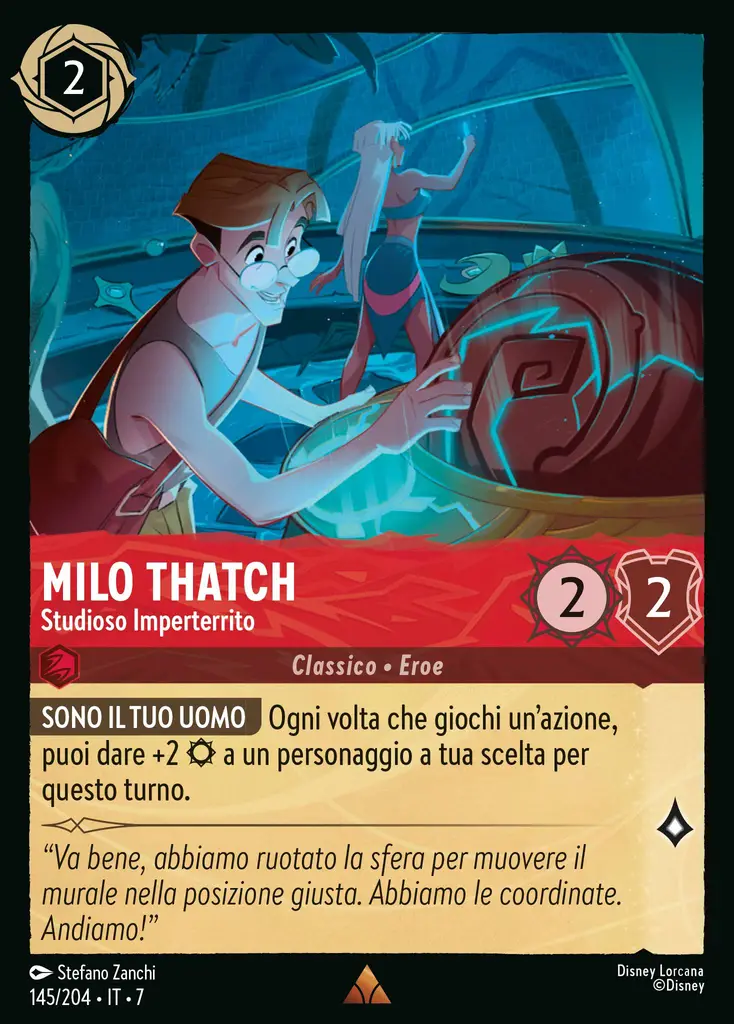 2
MILO THATCH
Studioso Imperterrito
2
2
Classico • Eroe
SONO IL TUO UOMO Ogni volta che giochi un'azione,
puoi dare +2 a un personaggio a tua scelta per
questo turno.
“Va bene, abbiamo ruotato la sfera per muovere il
murale nella posizione giusta. Abbiamo le coordinate.
Andiamo!”
Stefano Zanchi
145/204 • IT • 7
Disney Lorcana
©Disney